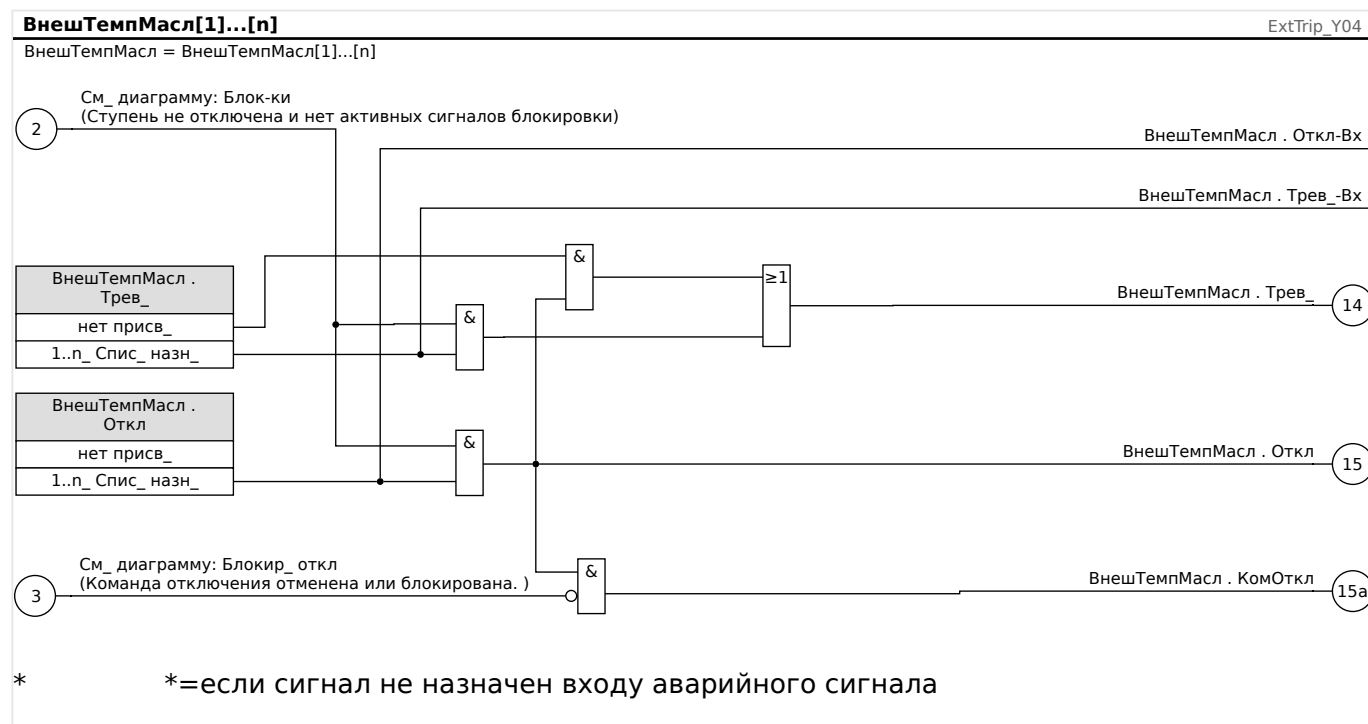 ВнешТемпМасл[1]...[n]
ExtTrip_Y04
ВнешТемпМасл = ВнешТемпМасл[1]...[n]
2
См_ диаграмму: Блок-ки
(Ступень не отключена и нет активных сигналов блокировки)
ВнешТемпМасл . Откл-Вх
ВнешТемпМасл . Трев_-Вх
ВнешТемпМасл .
Трев_
нет присв_
1..n_ Спис_ назн_
&
&
≥1
ВнешТемпМасл . Трев_
14
ВнешТемпМасл .
Откл
нет присв_
1..n_ Спис_ назн_
&
ВнешТемпМасл . Откл
15
3
См_ диаграмму: Блокир_ откл
(Команда отключения отменена или блокирована. )
&
ВнешТемпМасл . КомОткл
15a
* *=если сигнал не назначен входу аварийного сигнала